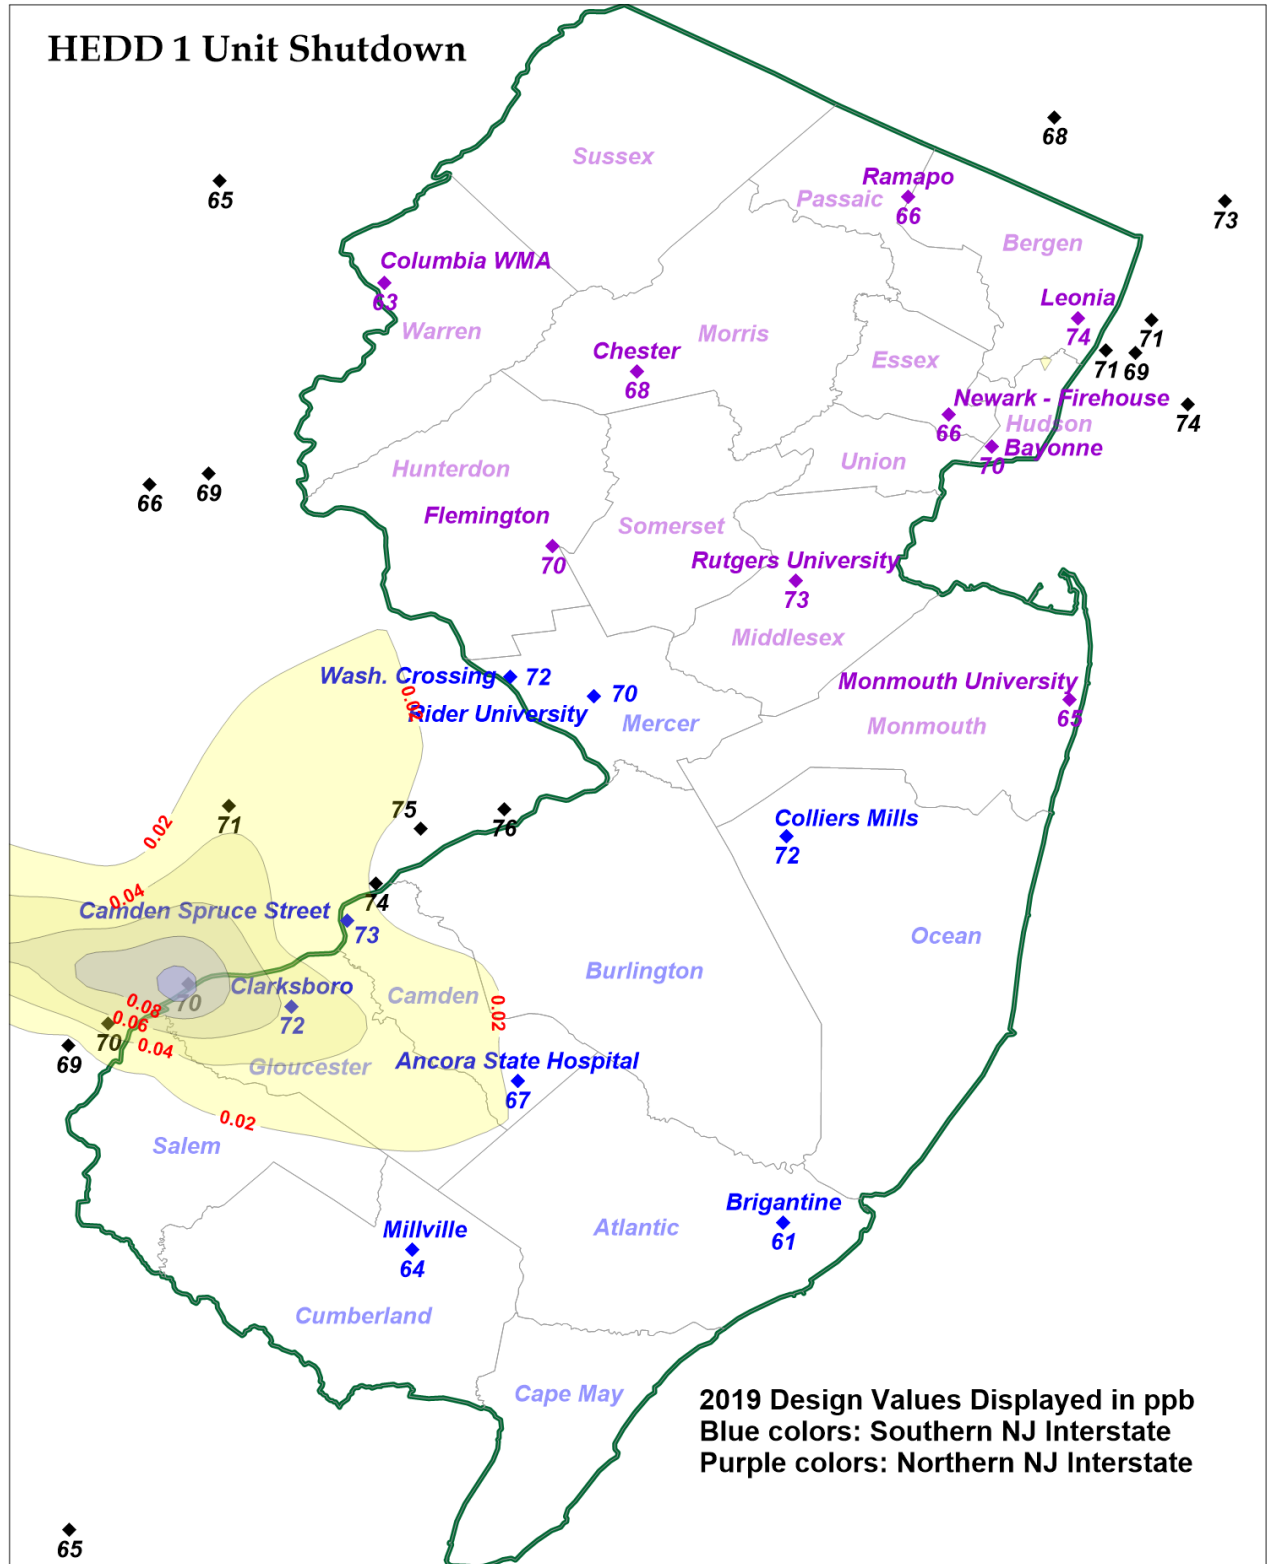 HEDD 1 Unit Shutdown
68
Sussex
Ramapo
65
Passaic
66
73
Bergen
Columbia WMA
63
Leonia
Warren
Morris
74
71
Chester
Essex
71
69
68
Newark - Firehouse
66
Hudson
74
Bayonne
Union
70
Hunterdon
69
66
Flemington
Somerset
70
Rutgers University
73
Middlesex
Wash. Crossing
72
Monmouth University
0.02
70
Rider University
Mercer
65
Monmouth
75
71
76
0.02
Colliers Mills
72
0.04
74
Camden Spruce Street
73
Ocean
Burlington
Clarksboro
Camden
70
0.08
0.02
72
0.06
70
0.04
69
Gloucester
Ancora State Hospital
67
0.02
Salem
Brigantine
Millville
Atlantic
61
64
Cumberland
Cape May
2019 Design Values Displayed in ppb
Blue colors: Southern NJ Interstate
Purple colors: Northern NJ Interstate
65